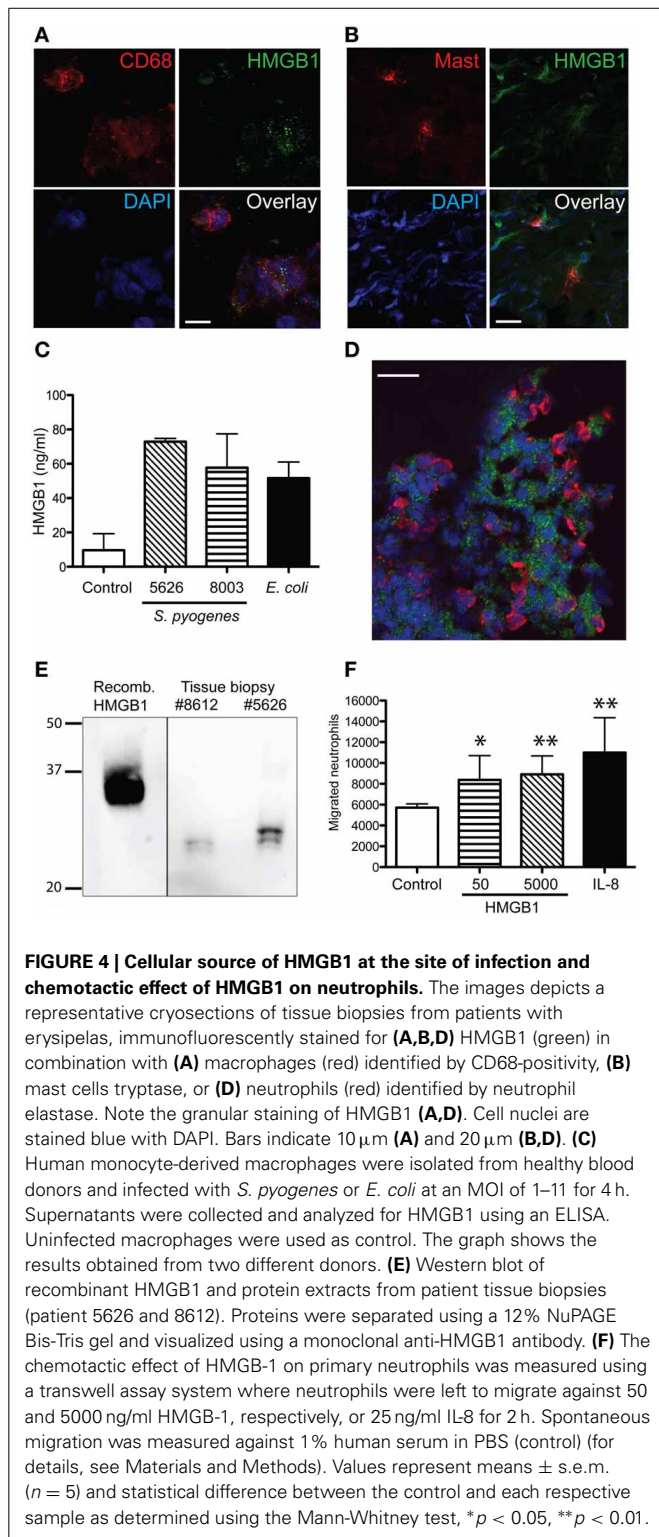 A
CD68
HMGB1
DAPI
Overlay
B
Mast
HMGB1
DAPI
Overlay
C
HMGB1 (ng/ml)
100
80
60
40
20
0
Control
5626
8003
E. coli
S. pyogenes
D
E
Recomb.
HMGB1
Tissue biopsy
#8612
#5626
50
37
20
F
Migrated neutrophils
16000
14000
12000
10000
8000
6000
4000
2000
0
*
**
**
Control
50
5000
IL-8
HMGB1
FIGURE 4 | Cellular source of HMGB1 at the site of infection and
chemotactic effect of HMGB1 on neutrophils. The images depicts a
representative cryosections of tissue biopsies from patients with
erysipelas, immunofluorescently stained for (A,B,D) HMGB1 (green) in
combination with (A) macrophages (red) identified by CD68-positivity, (B)
mast cells tryptase, or (D) neutrophils (red) identified by neutrophil
elastase. Note the granular staining of HMGB1 (A,D). Cell nuclei are
stained blue with DAPI. Bars indicate 10 μm (A) and 20 μm (B,D). (C)
Human monocyte-derived macrophages were isolated from healthy blood
donors and infected with S. pyogenes or E. coli at an MOI of 1–11 for 4 h.
Supernatants were collected and analyzed for HMGB1 using an ELISA.
Uninfected macrophages were used as control. The graph shows the
results obtained from two different donors. (E) Western blot of
recombinant HMGB1 and protein extracts from patient tissue biopsies
(patient 5626 and 8612). Proteins were separated using a 12% NuPAGE
Bis-Tris gel and visualized using a monoclonal anti-HMGB1 antibody. (F) The
chemotactic effect of HMGB-1 on primary neutrophils was measured using
a transwell assay system where neutrophils were left to migrate against 50
and 5000 ng/ml HMGB-1, respectively, or 25 ng/ml IL-8 for 2 h. Spontaneous
migration was measured against 1% human serum in PBS (control) (for
details, see Materials and Methods). Values represent means ± s.e.m.
(n = 5) and statistical difference between the control and each respective
sample as determined using the Mann-Whitney test, *p < 0.05, **p < 0.01.